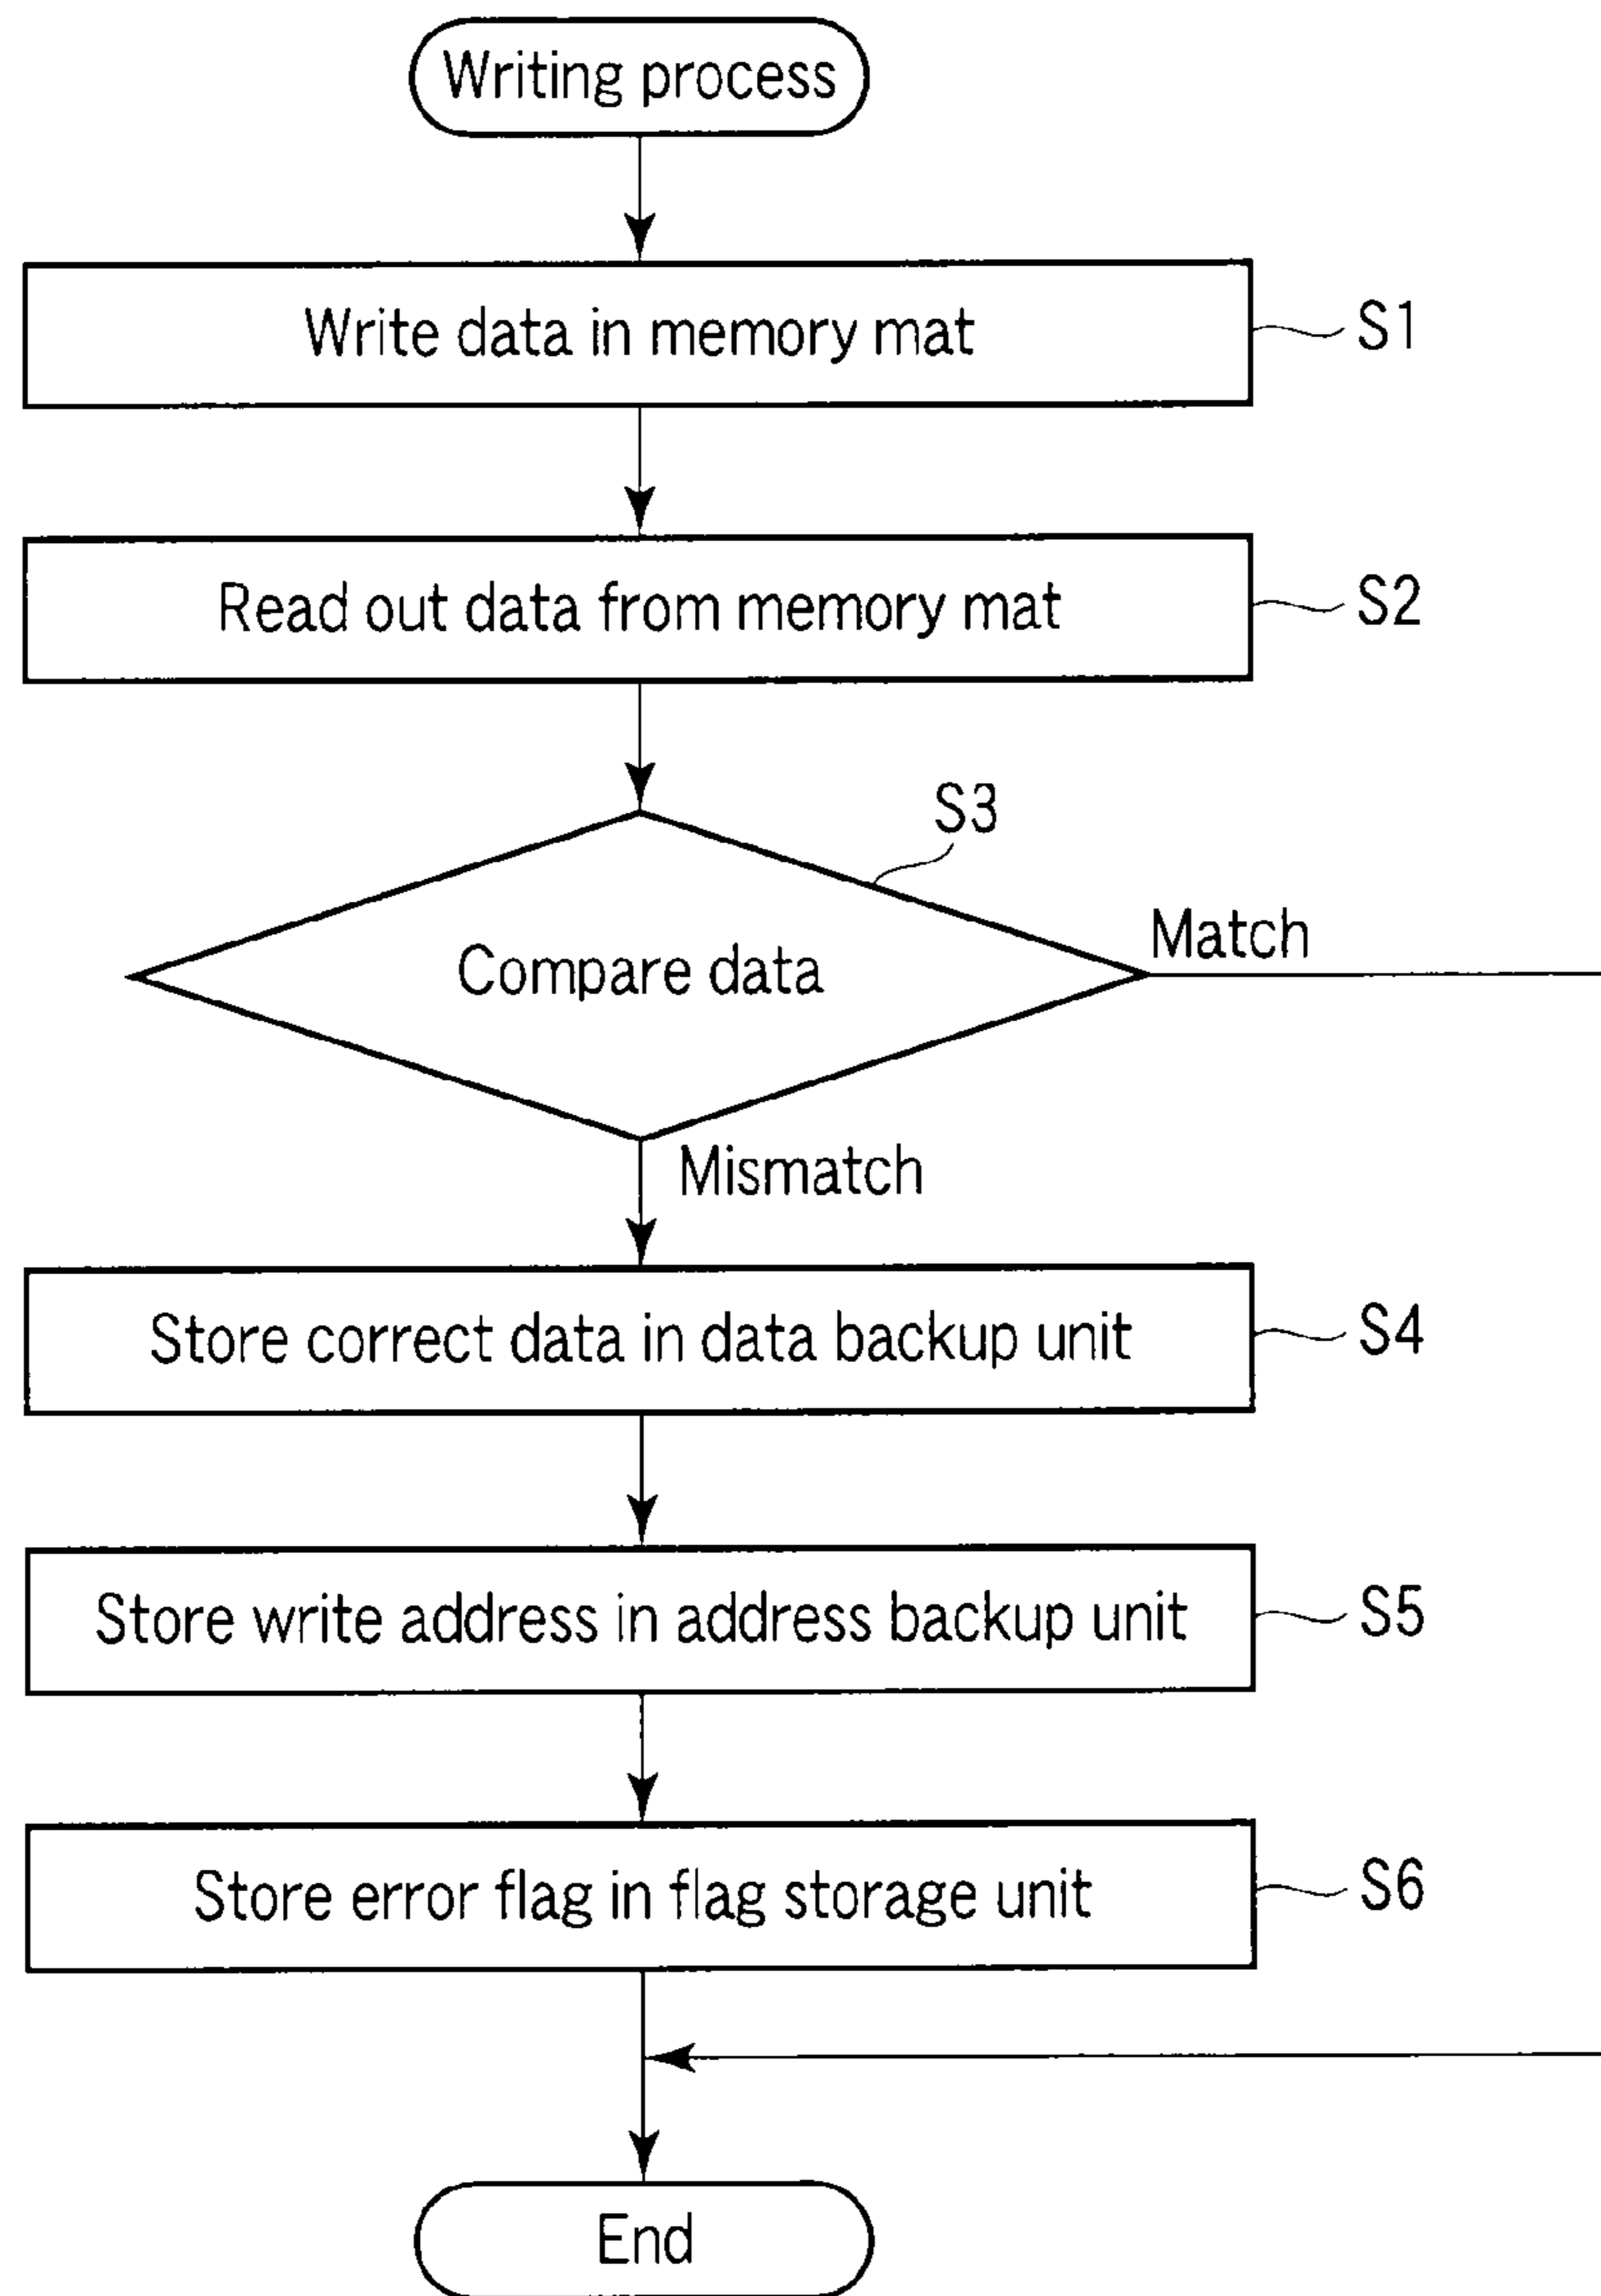 Writing process
Write data in memory mat
S1
Read out data from memory mat
S2
S3
Compare data
Match
Mismatch
Store correct data in data backup unit
S4
Store write address in address backup unit
S5
Store error flag in flag storage unit
S6
End